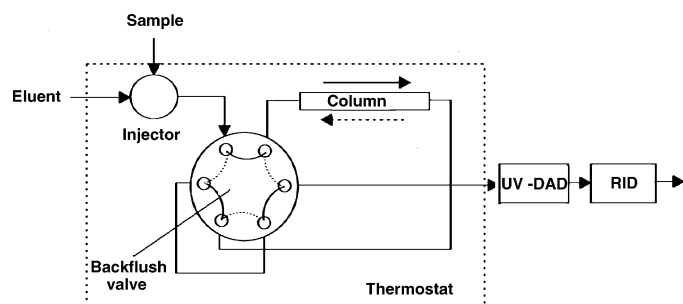 Sample
Eluent
Injector
Column
UV -DAD
RID
Backflush
valve
Thermostat